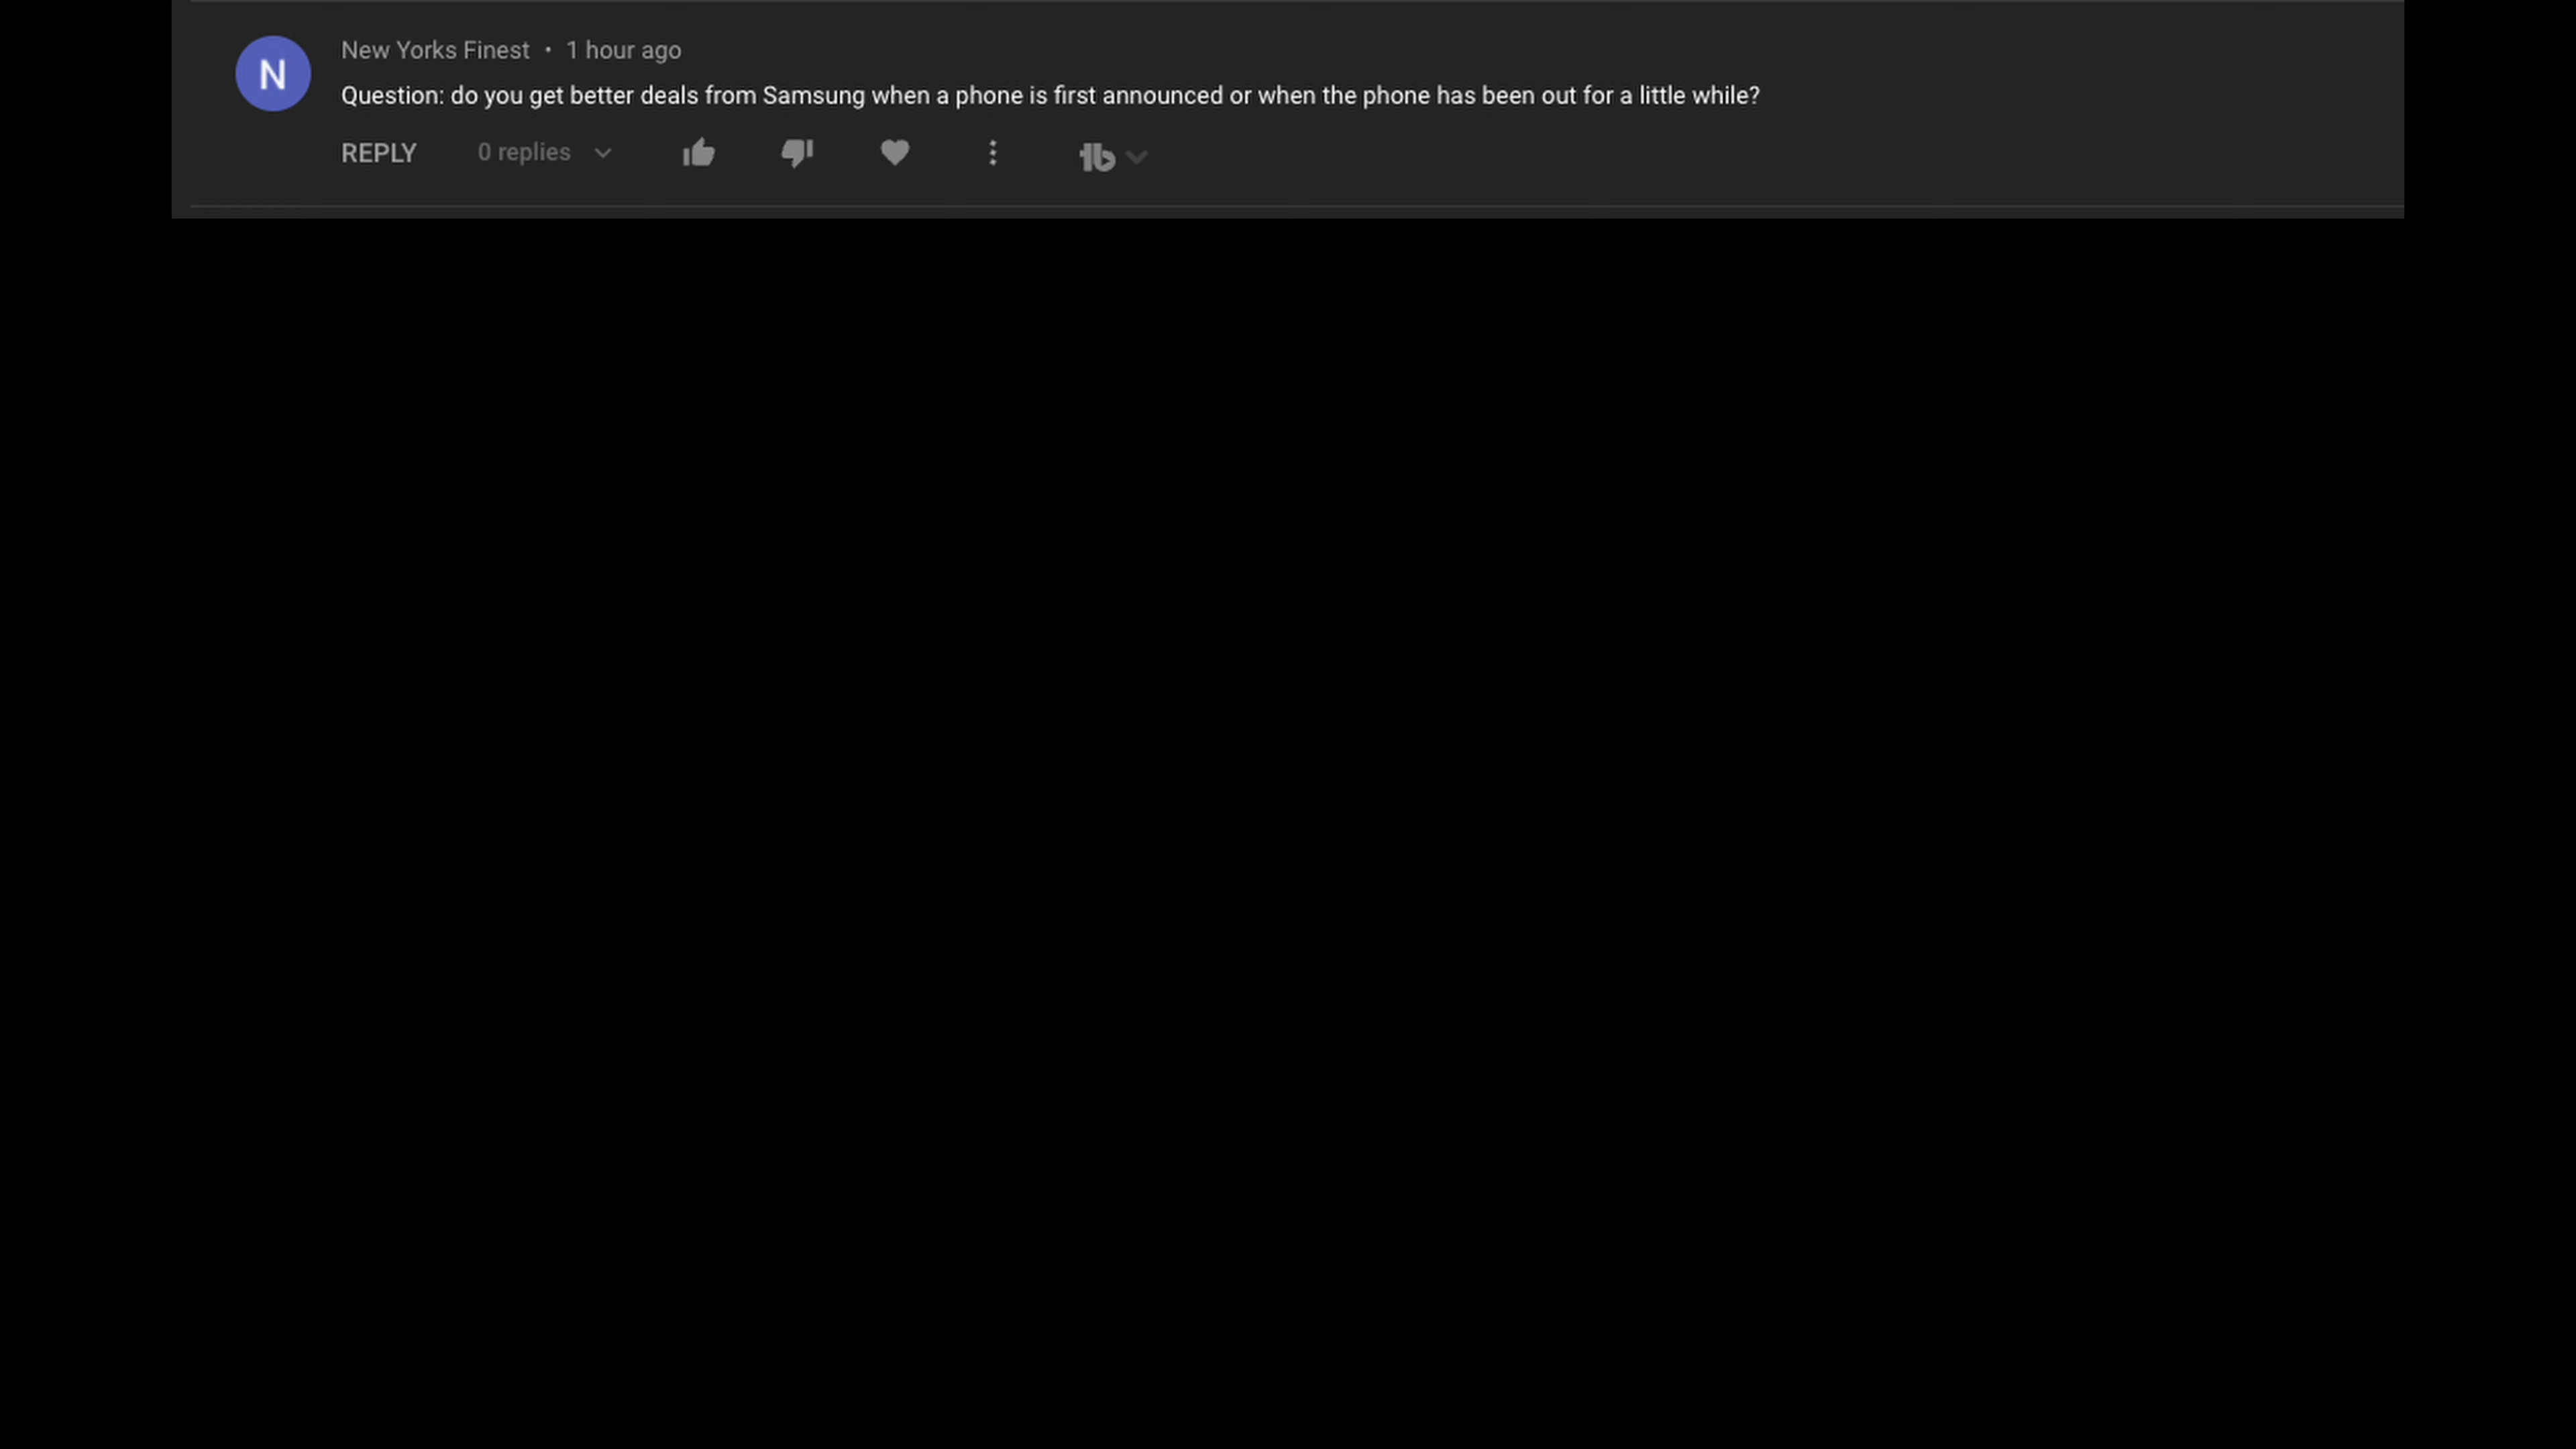 N
New Yorks Finest • 1 hour ago
Question: do you get better deals from Samsung when a phone is first announced or when the phone has been out for a little while?
REPLY 0 replies